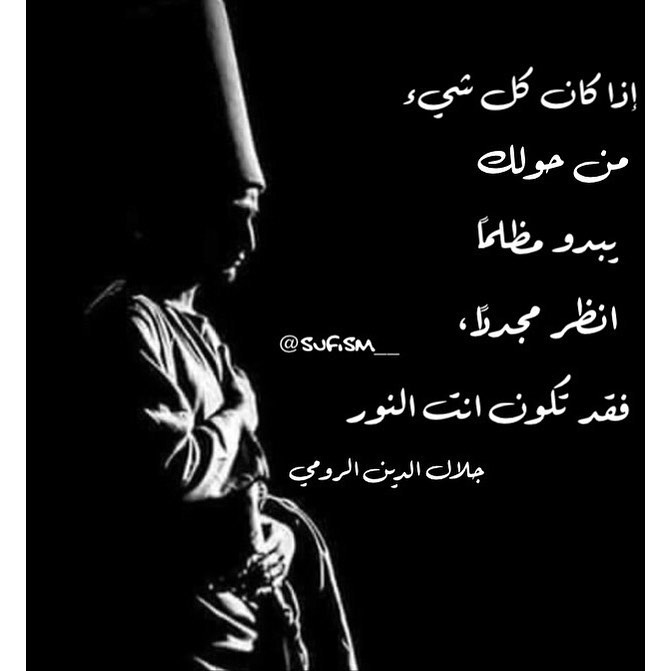 إذا كان كل شيء
من حولك
يبدو مظلماً
انظر مجدداً،
@SUFISM__
فقد تكون انت النور
جلال الدين الرومي